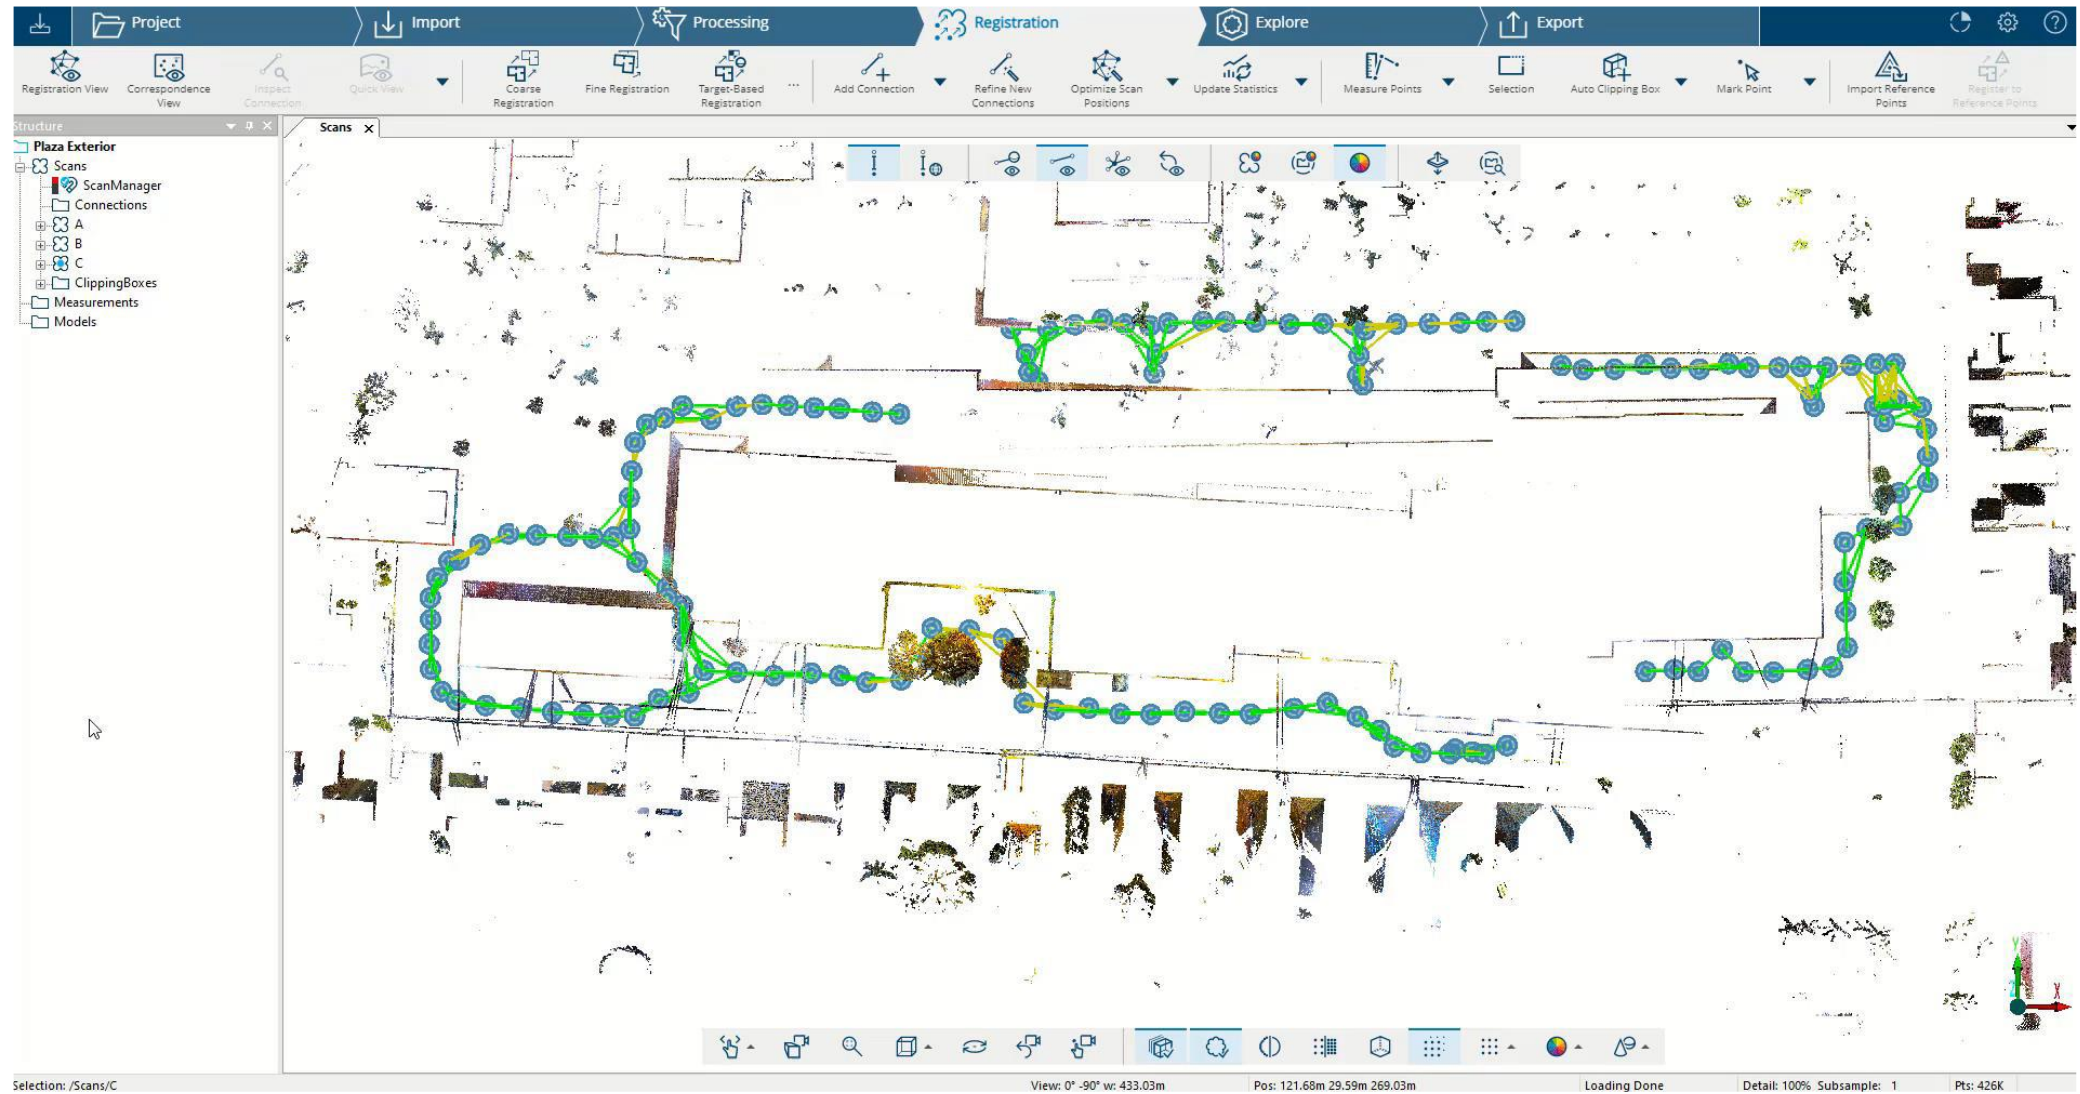 Project
Import
Processing
Registration
Explore
Export
Registration View
Correspondence View
Inspect Connection
Quick View
Coarse Registration
Fine Registration
Target-Based Registration
...
Add Connection
Refine New Connections
Optimize Scan Positions
Update Statistics
Measure Points
Selection
Auto Clipping Box
Mark Point
Import Reference Points
Register to Reference Points
Structure
Scans
Plaza Exterior
Scans
ScanManager
Connections
A
B
C
ClippingBoxes
Measurements
Models
Y
Z
X
Selection: /Scans/C
View: 0° -90° w: 433.03m
Pos: 121.68m 29.59m 269.03m
Loading Done
Detail: 100% Subsample: 1
Pts: 426K